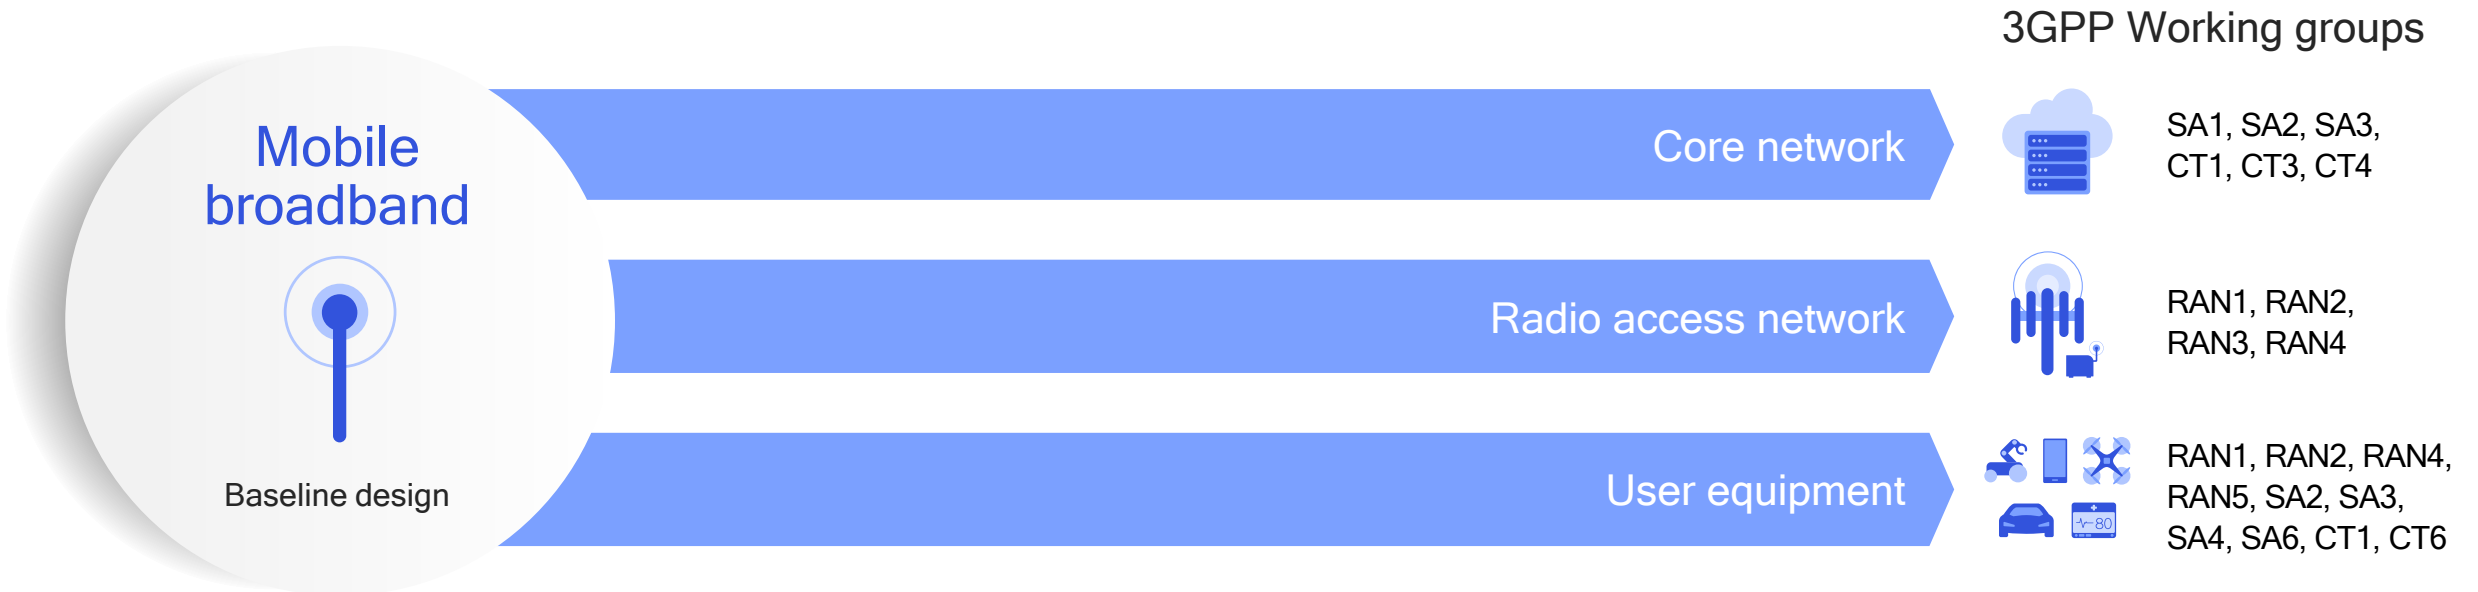 3GPP Working groups
Mobile
broadband
Baseline design
Core network
SA1, SA2, SA3,
CT1, CT3, CT4
Radio access network
RAN1, RAN2,
RAN3, RAN4
User equipment
80
RAN1, RAN2, RAN4,
RAN5, SA2, SA3,
SA4, SA6, CT1, CT6